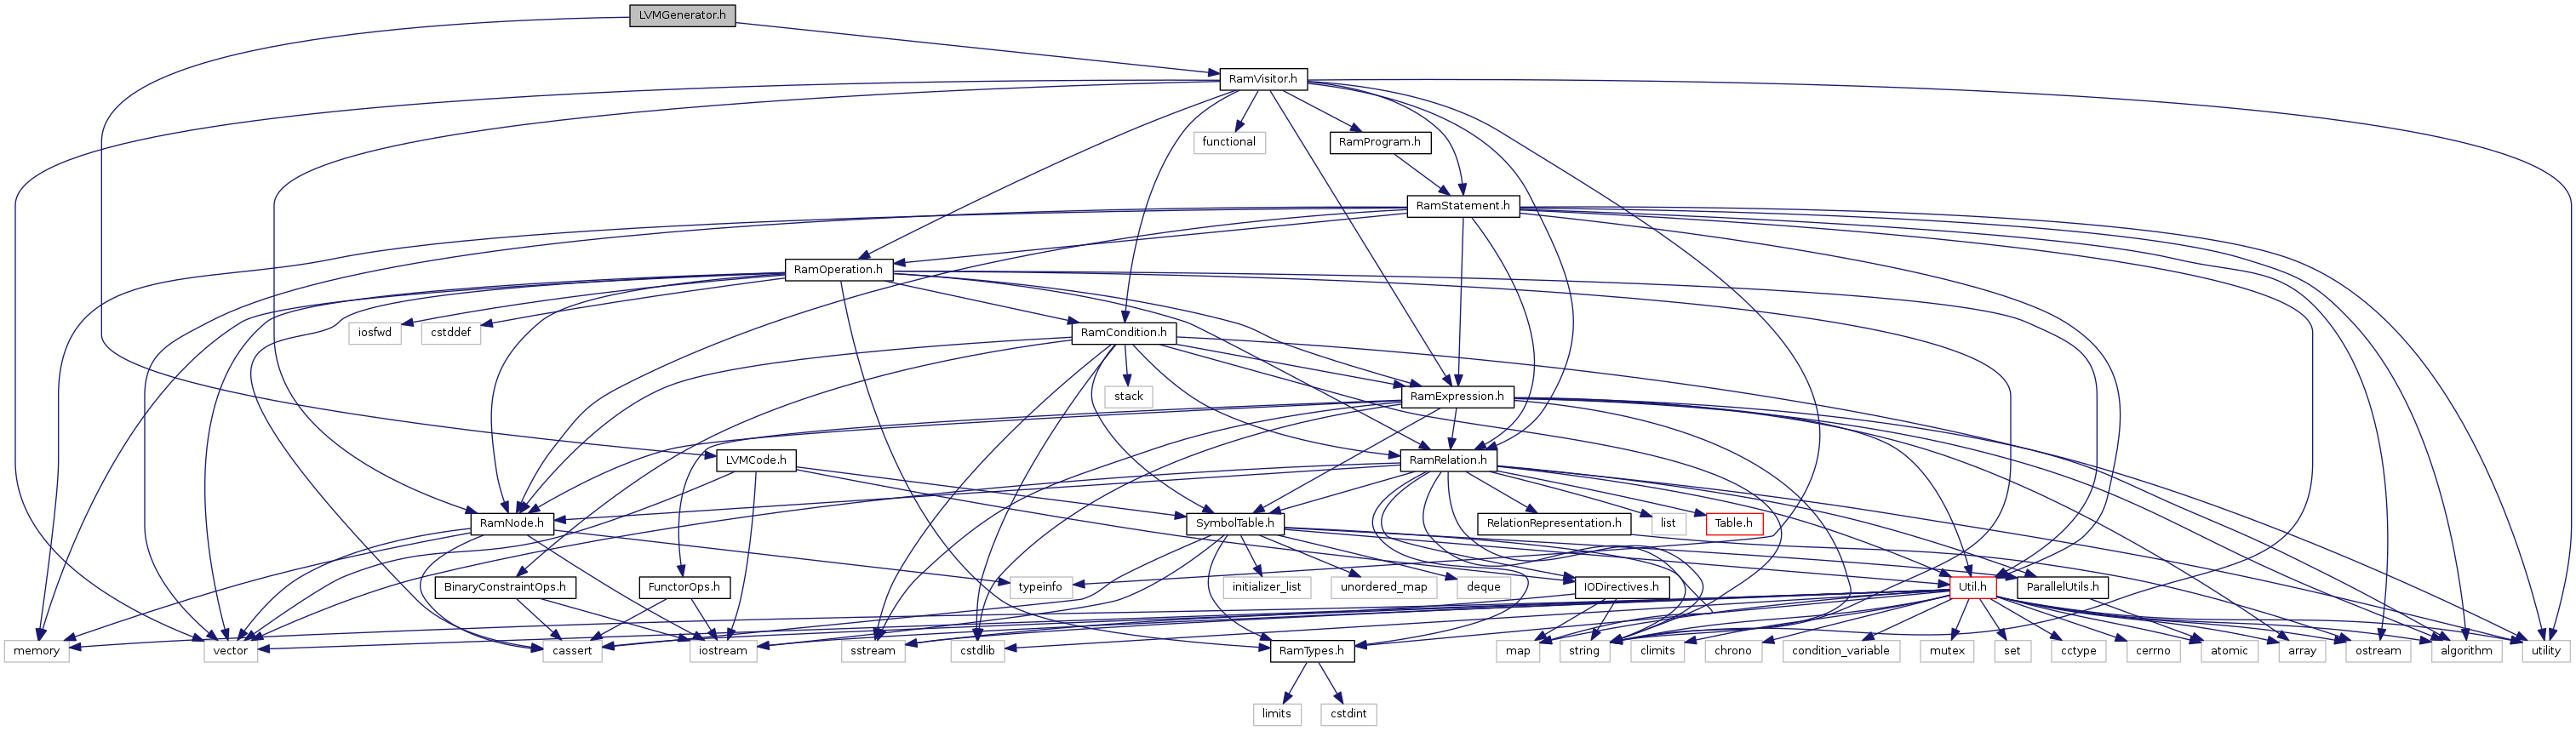 LVMGenerator.h
RamVisitor.h
functional
RamProgram.h
RamStatement.h
RamOperation.h
iosfwd
cstddef
RamCondition.h
stack
RamExpression.h
LVMCode.h
RamRelation.h
RamNode.h
SymbolTable.h
RelationRepresentation.h
list
Table.h
BinaryConstraintOps.h
FunctorOps.h
typeinfo
initializer_list
unordered_map
deque
IODirectives.h
Util.h
ParallelUtils.h
memory
vector
cassert
iostream
sstream
cstdlib
RamTypes.h
map
string
climits
chrono
condition_variable
mutex
set
cctype
cerrno
atomic
array
ostream
algorithm
utility
limits
cstdint